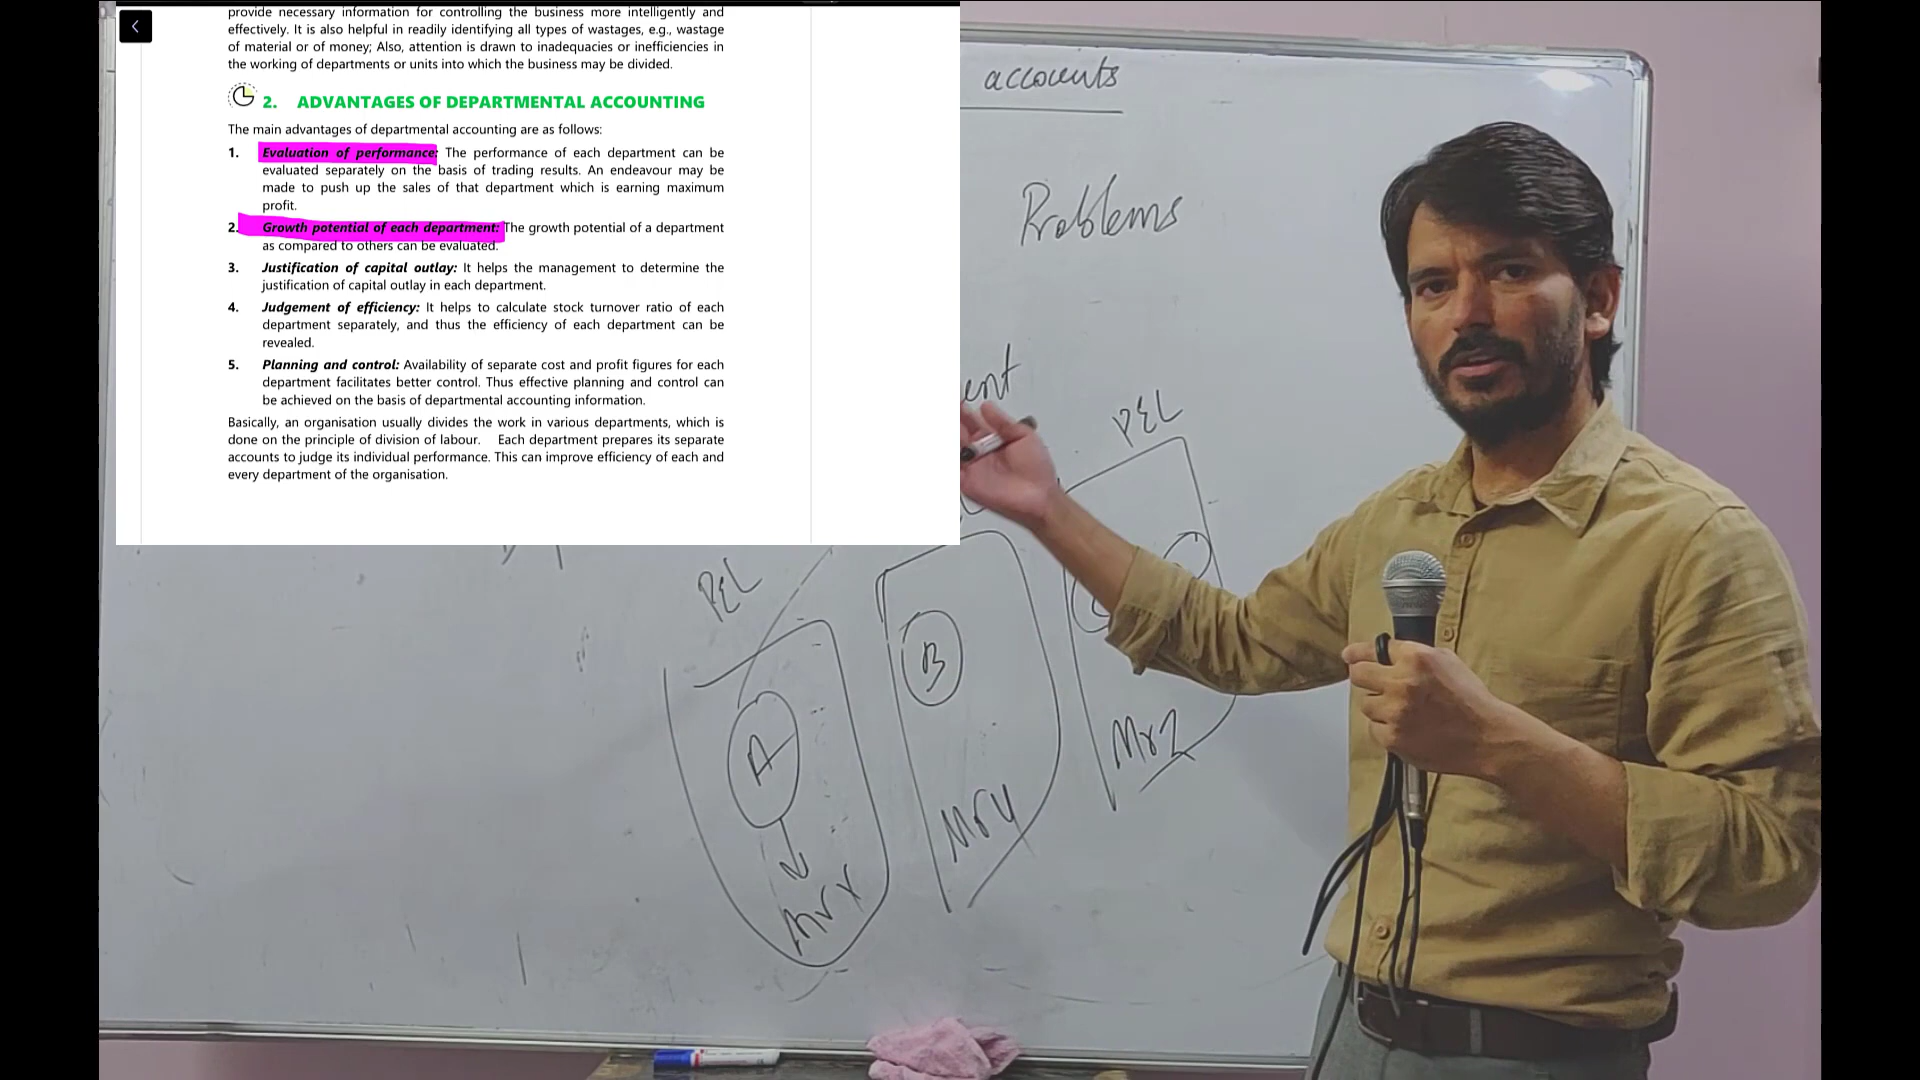 provide necessary information for controlling the business more intelligently and
effectively. It is also helpful in readily identifying all types of wastages, e.g., wastage
of material or of money; Also, attention is drawn to inadequacies or inefficiencies in
the working of departments or units into which the business may be divided.
2. ADVANTAGES OF DEPARTMENTAL ACCOUNTING
The main advantages of departmental accounting are as follows:
1. Evaluation of performance: The performance of each department can be
evaluated separately on the basis of trading results. An endeavour may be
made to push up the sales of that department which is earning maximum
profit.
2. Growth potential of each department: The growth potential of a department
as compared to others can be evaluated.
3. Justification of capital outlay: It helps the management to determine the
justification of capital outlay in each department.
4. Judgement of efficiency: It helps to calculate stock turnover ratio of each
department separately, and thus the efficiency of each department can be
revealed.
5. Planning and control: Availability of separate cost and profit figures for each
department facilitates better control. Thus effective planning and control can
be achieved on the basis of departmental accounting information.
Basically, an organisation usually divides the work in various departments, which is
done on the principle of division of labour. Each department prepares its separate
accounts to judge its individual performance. This can improve efficiency of each and
every department of the organisation.
accounts
Problems
ent
P&L
P&L
A
B
Mr X
Mr Y
Mr Z